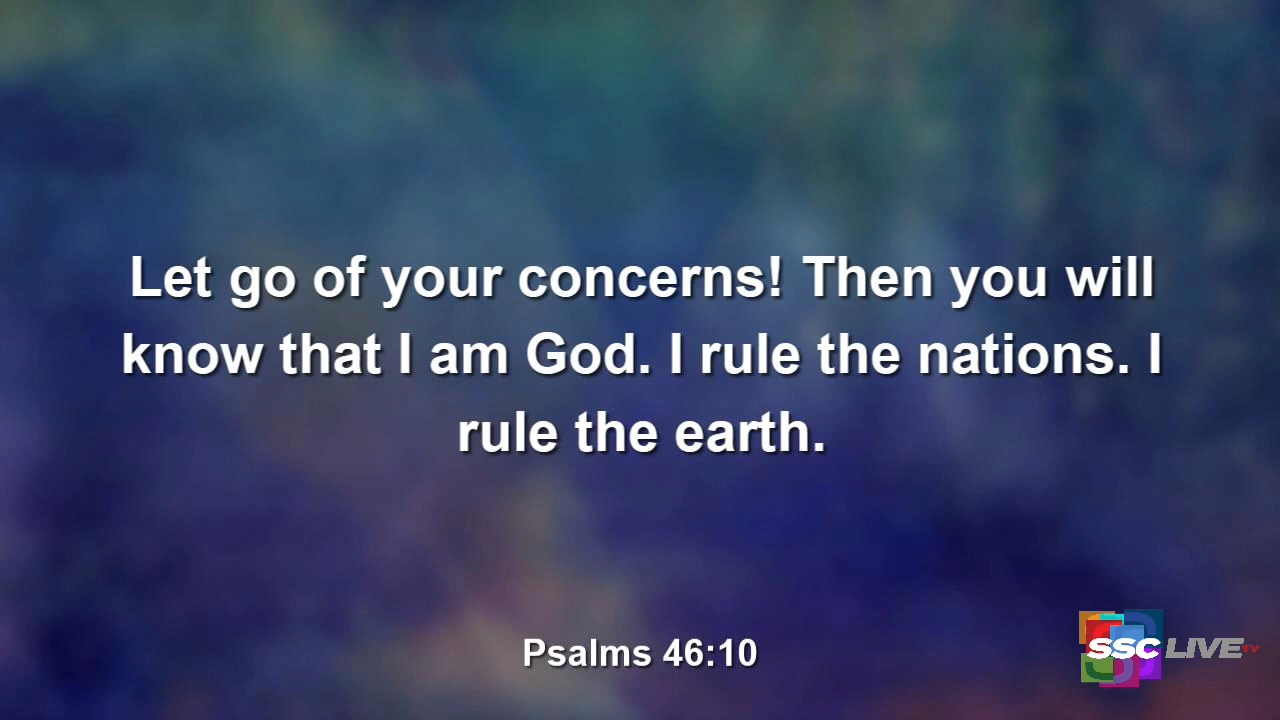 Let go of your concerns! Then you will
know that I am God. I rule the nations. I
rule the earth.
Psalms 46:10
SSC LIVE TV